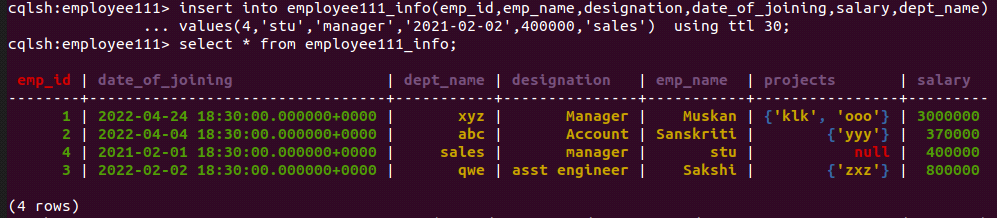 cqlsh:employee111> insert into employee111_info(emp_id,emp_name,designation,date_of_joining,salary,dept_name)
... values(4,'stu','manager','2021-02-02',400000,'sales')  using ttl 30;
cqlsh:employee111> select * from employee111_info;
emp_id | date_of_joining | dept_name | designation | emp_name | projects | salary
--------+---------------------------------+-----------+---------------+-----------+----------------+---------
1 | 2022-04-24 18:30:00.000000+0000 | xyz | Manager | Muskan | {'klk', 'ooo'} | 3000000
2 | 2022-04-04 18:30:00.000000+0000 | abc | Account | Sanskriti | {'yyy'} | 370000
4 | 2021-02-01 18:30:00.000000+0000 | sales | manager | stu | null | 400000
3 | 2022-02-02 18:30:00.000000+0000 | qwe | asst engineer | Sakshi | {'zxz'} | 800000
(4 rows)